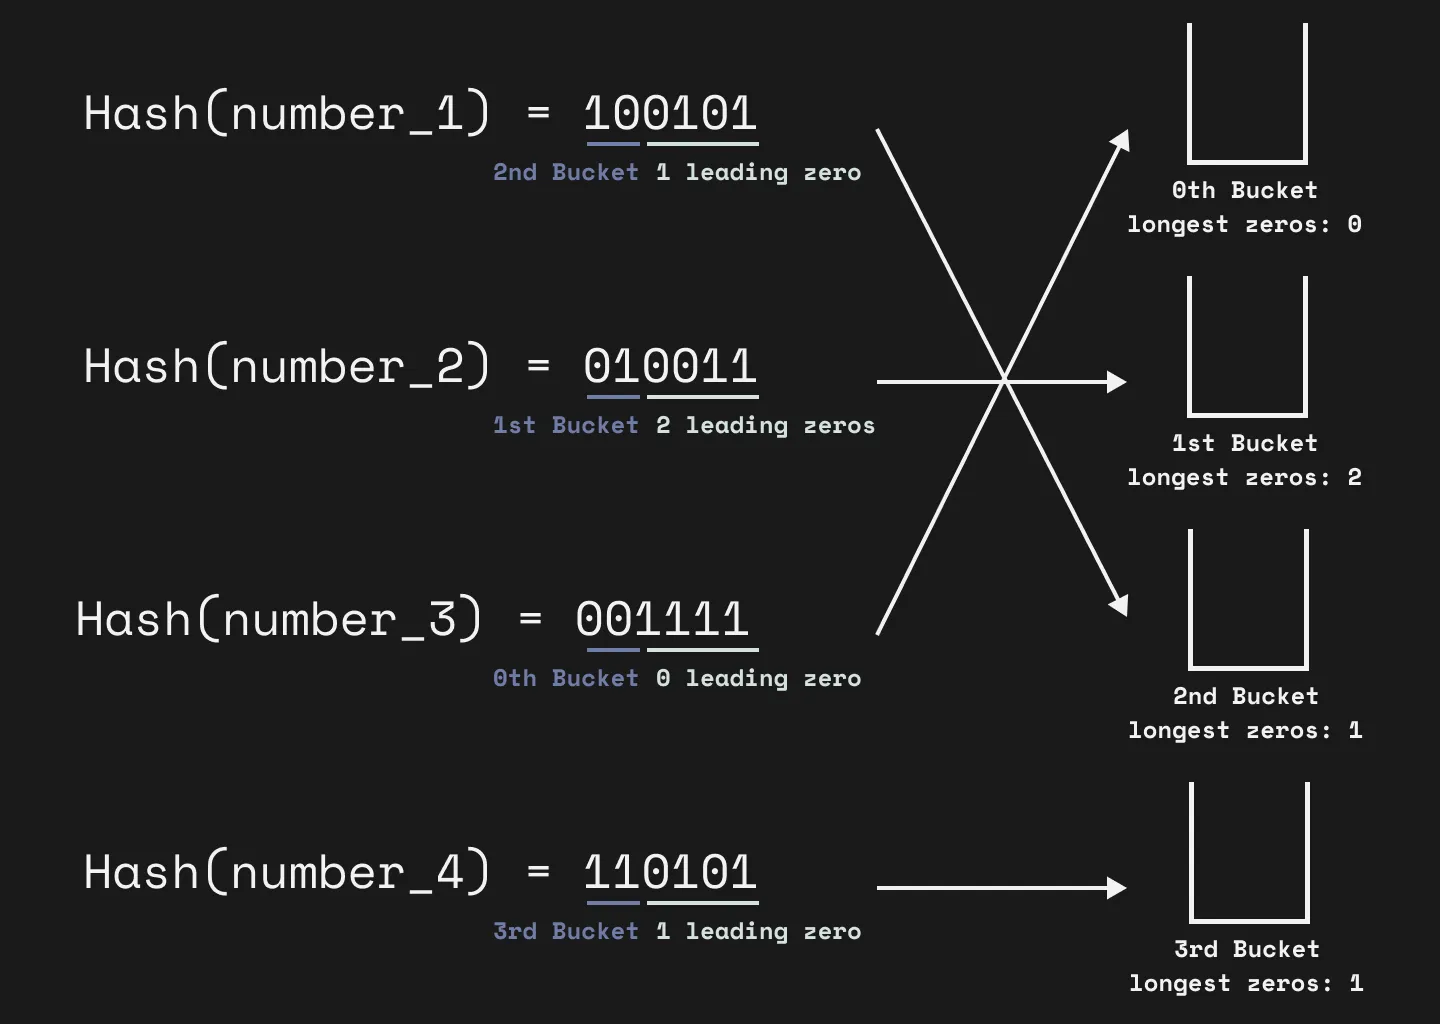 Hash(number_1) = 100101
2nd Bucket 1 leading zero
0th Bucket
longest zeros: 0
Hash(number_2) = 010011
1st Bucket 2 leading zeros
1st Bucket
longest zeros: 2
Hash(number_3) = 001111
0th Bucket 0 leading zero
2nd Bucket
longest zeros: 1
Hash(number_4) = 110101
3rd Bucket 1 leading zero
3rd Bucket
longest zeros: 1